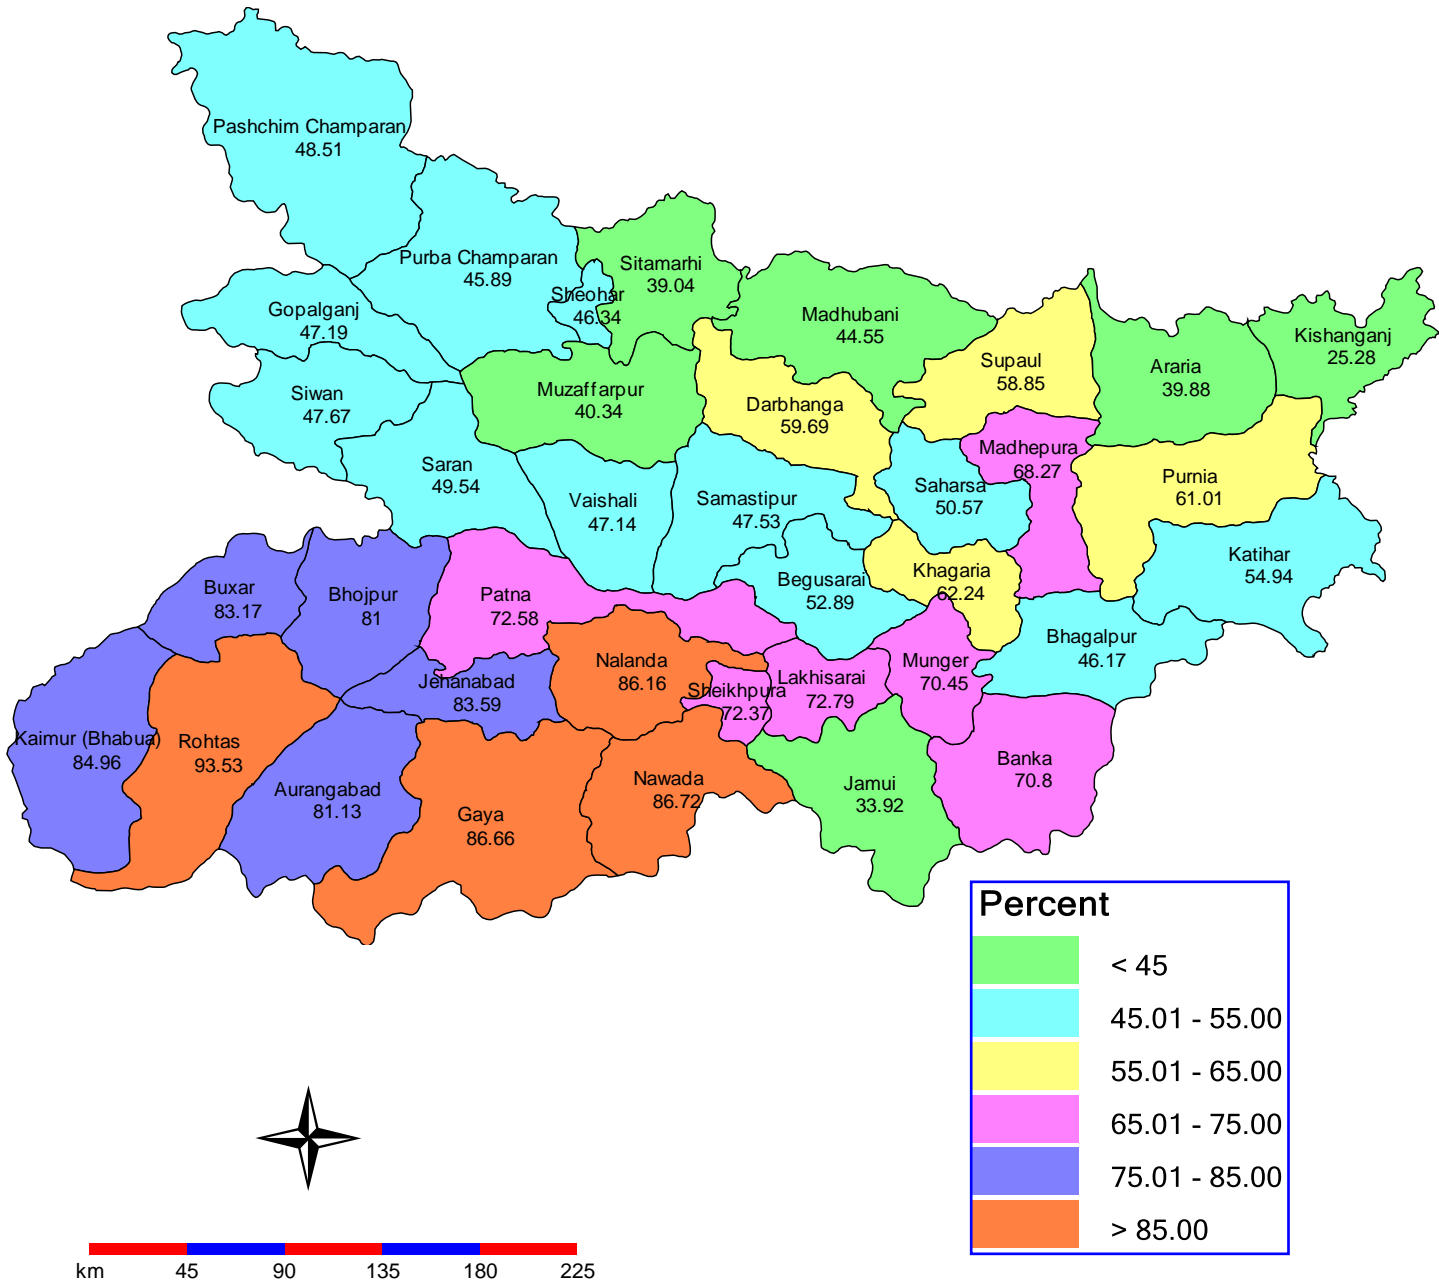 Pashchim Champaran
48.51
Purba Champaran
45.89
Sitamarhi
39.04
Sheohar
46.34
Gopalganj
47.19
Madhubani
44.55
Kishanganj
25.28
Supaul
58.85
Araria
39.88
Siwan
47.67
Muzaffarpur
40.34
Darbhanga
59.69
Madhepura
68.27
Saran
49.54
Vaishali
47.14
Samastipur
47.53
Saharsa
50.57
Purnia
61.01
Katihar
54.94
Buxar
83.17
Bhojpur
81
Patna
72.58
Begusarai
52.89
Khagaria
62.24
Bhagalpur
46.17
Nalanda
86.16
Jehanabad
83.59
Sheikhpura
72.37
Lakhisarai
72.79
Munger
70.45
Kaimur (Bhabua)
84.96
Rohtas
93.53
Aurangabad
81.13
Gaya
86.66
Nawada
86.72
Jamui
33.92
Banka
70.8
Percent
< 45
45.01 - 55.00
55.01 - 65.00
65.01 - 75.00
75.01 - 85.00
> 85.00
km 45 90 135 180 225